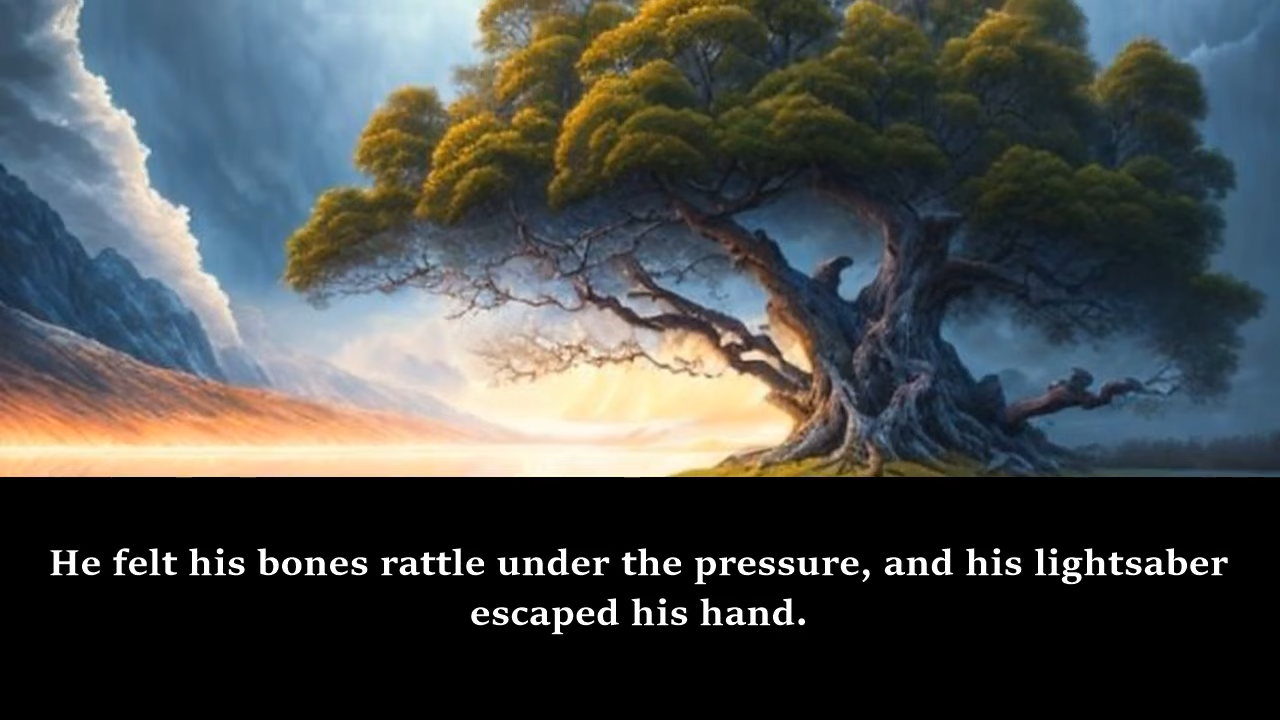 He felt his bones rattle under the pressure, and his lightsaber
escaped his hand.